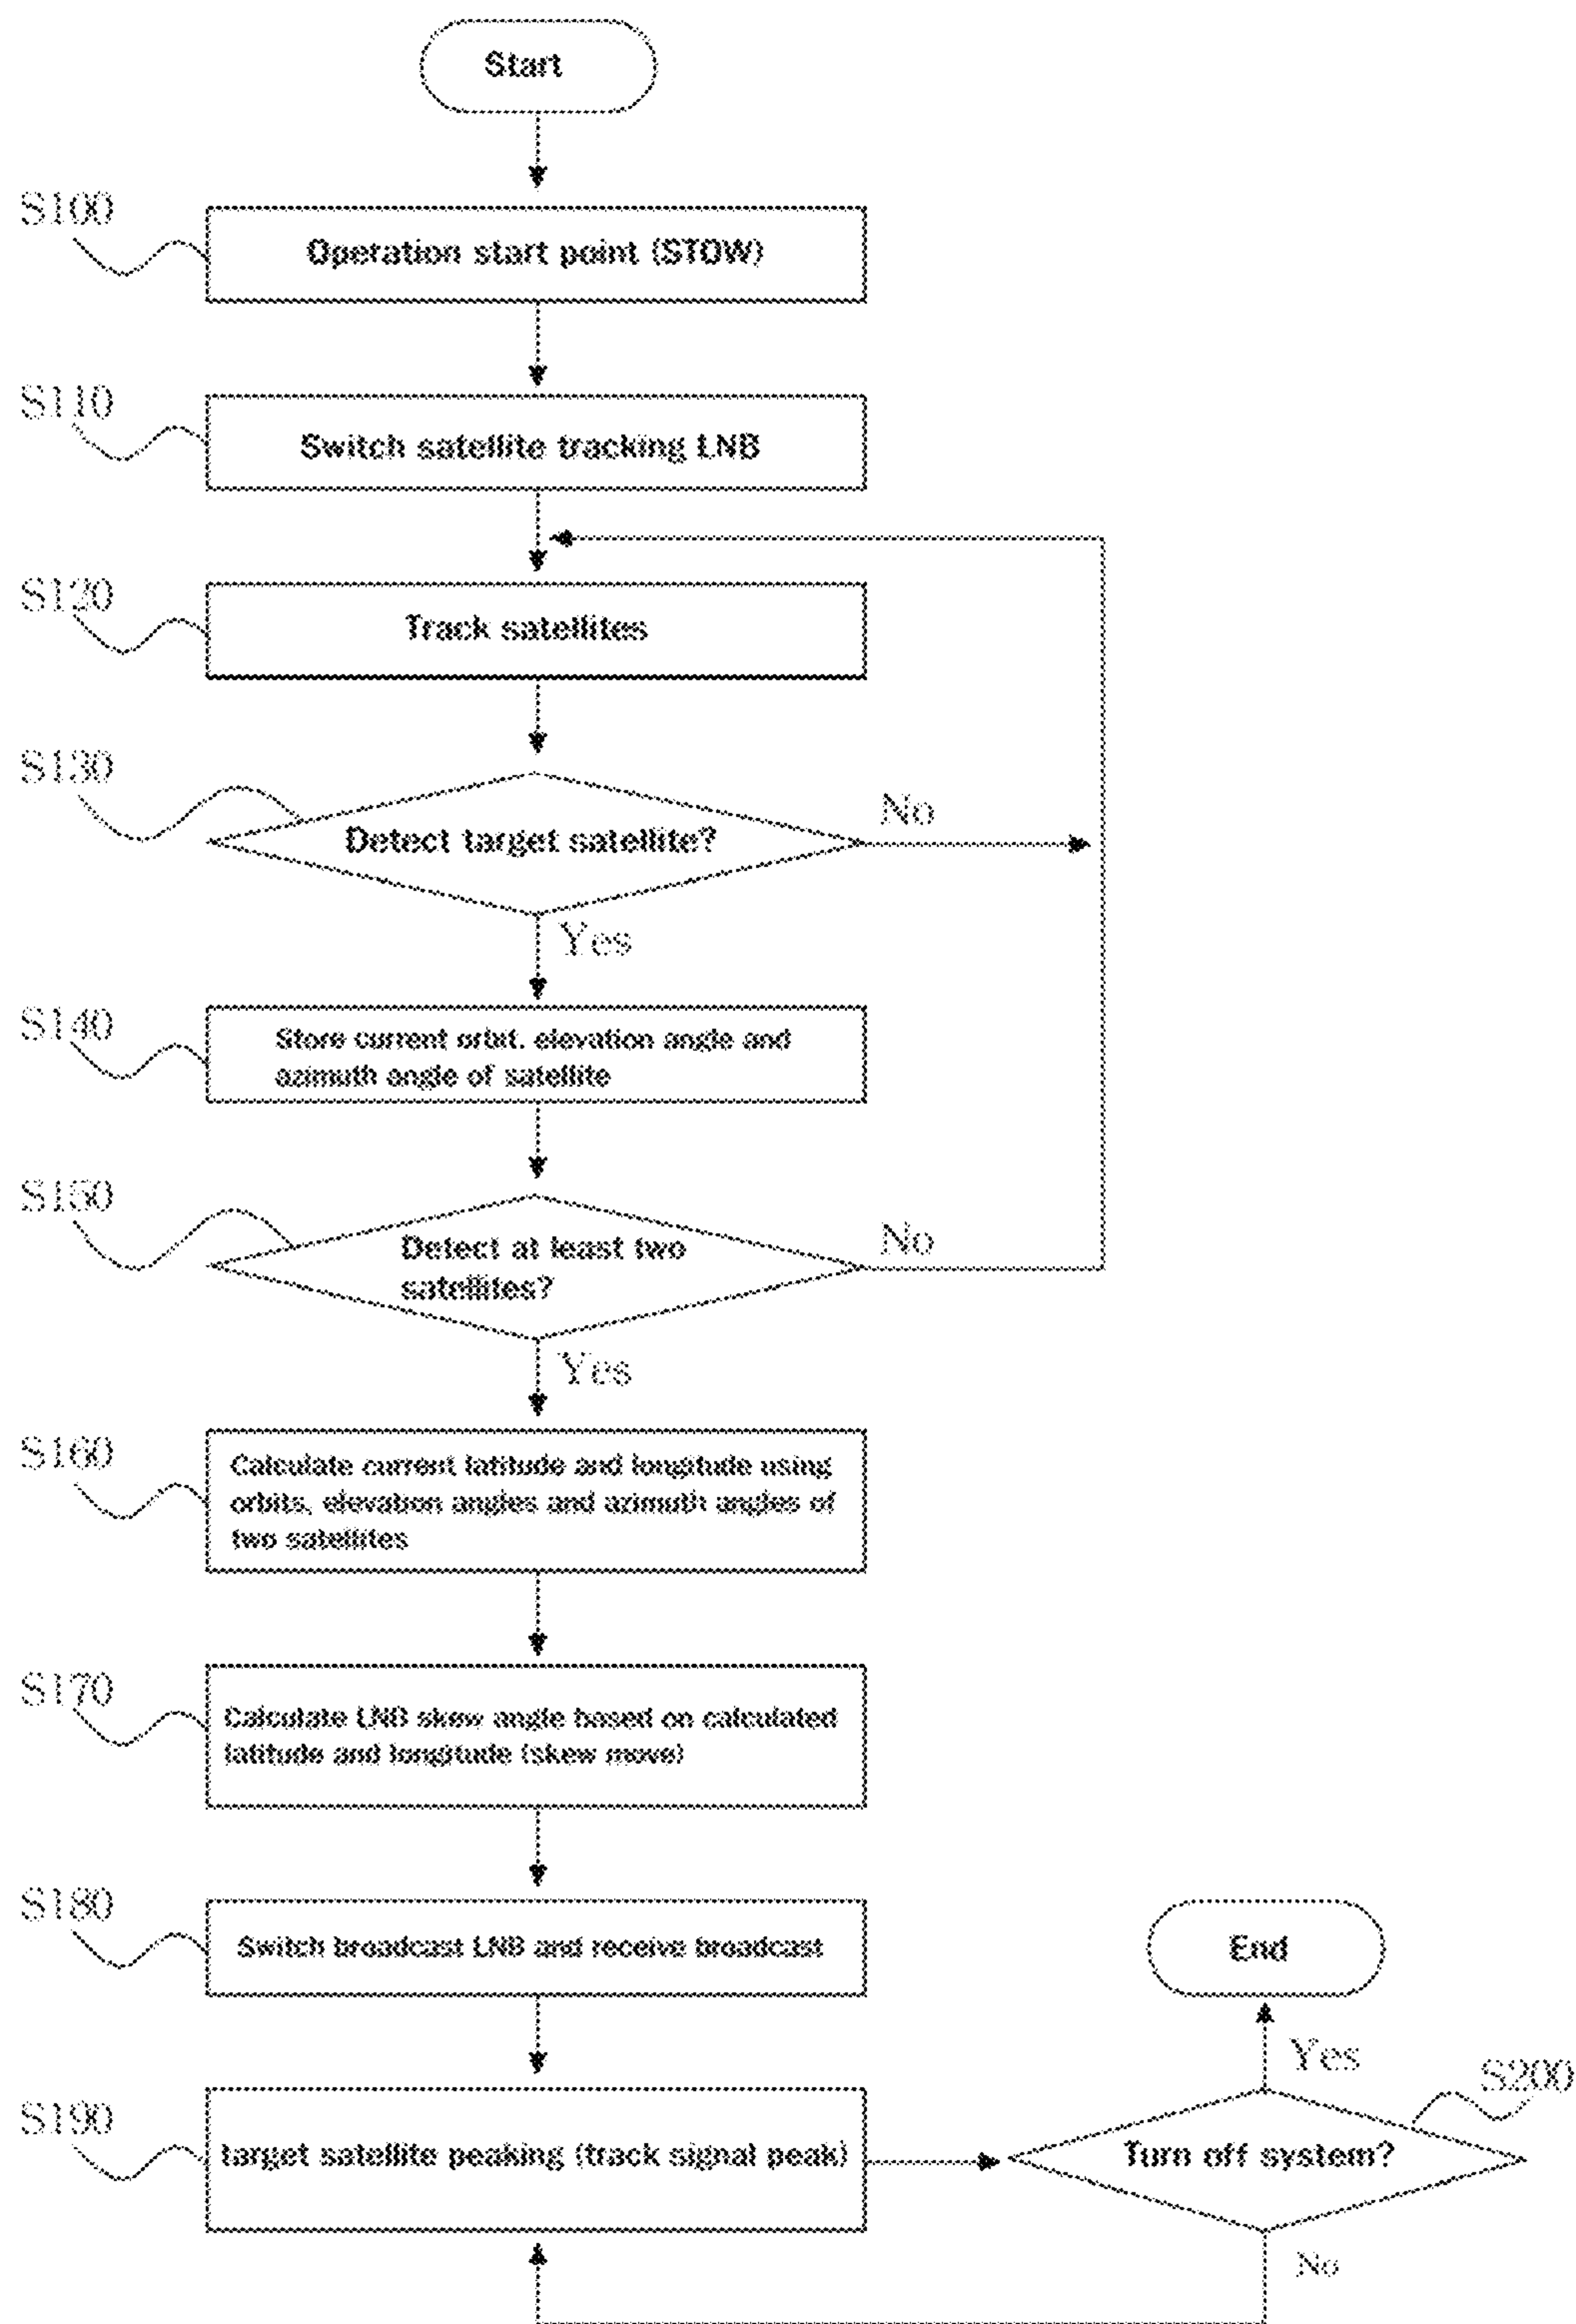 Start
S100
Operation start point (STOW)
S110
Switch satellite tracking LNB
S120
Track satellites
S130
Detect target satellite?
No
Yes
S140
Store current orbit. elevation angle and
azimuth angle of satellite
S150
Detect at least two
satellites?
No
Yes
S160
Calculate current latitude and longitude using
orbits, elevation angles and azimuth angles of
two satellites
S170
Calculate LNB skew angle based on calculated
latitude and longitude (skew move)
S180
Switch broadcast LNB and receive broadcast
End
Yes
S200
S190
target satellite peaking (track signal peak)
Turn off system?
No